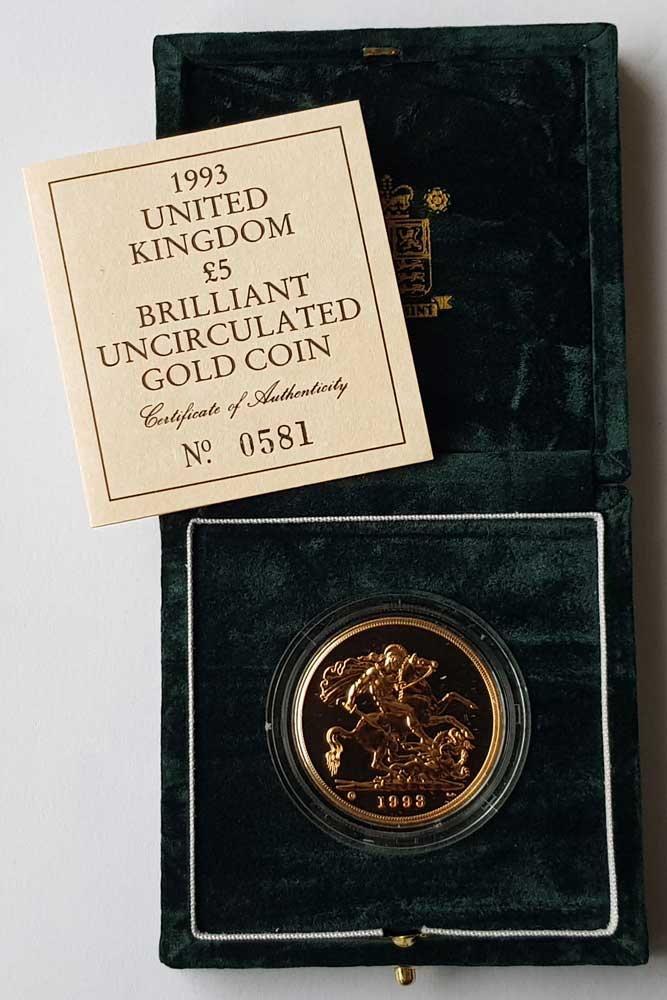 1993
UNITED
KINGDOM
£5
BRILLIANT
UNCIRCULATED
GOLD COIN
Certificate of Authenticity
No. 0581
1993